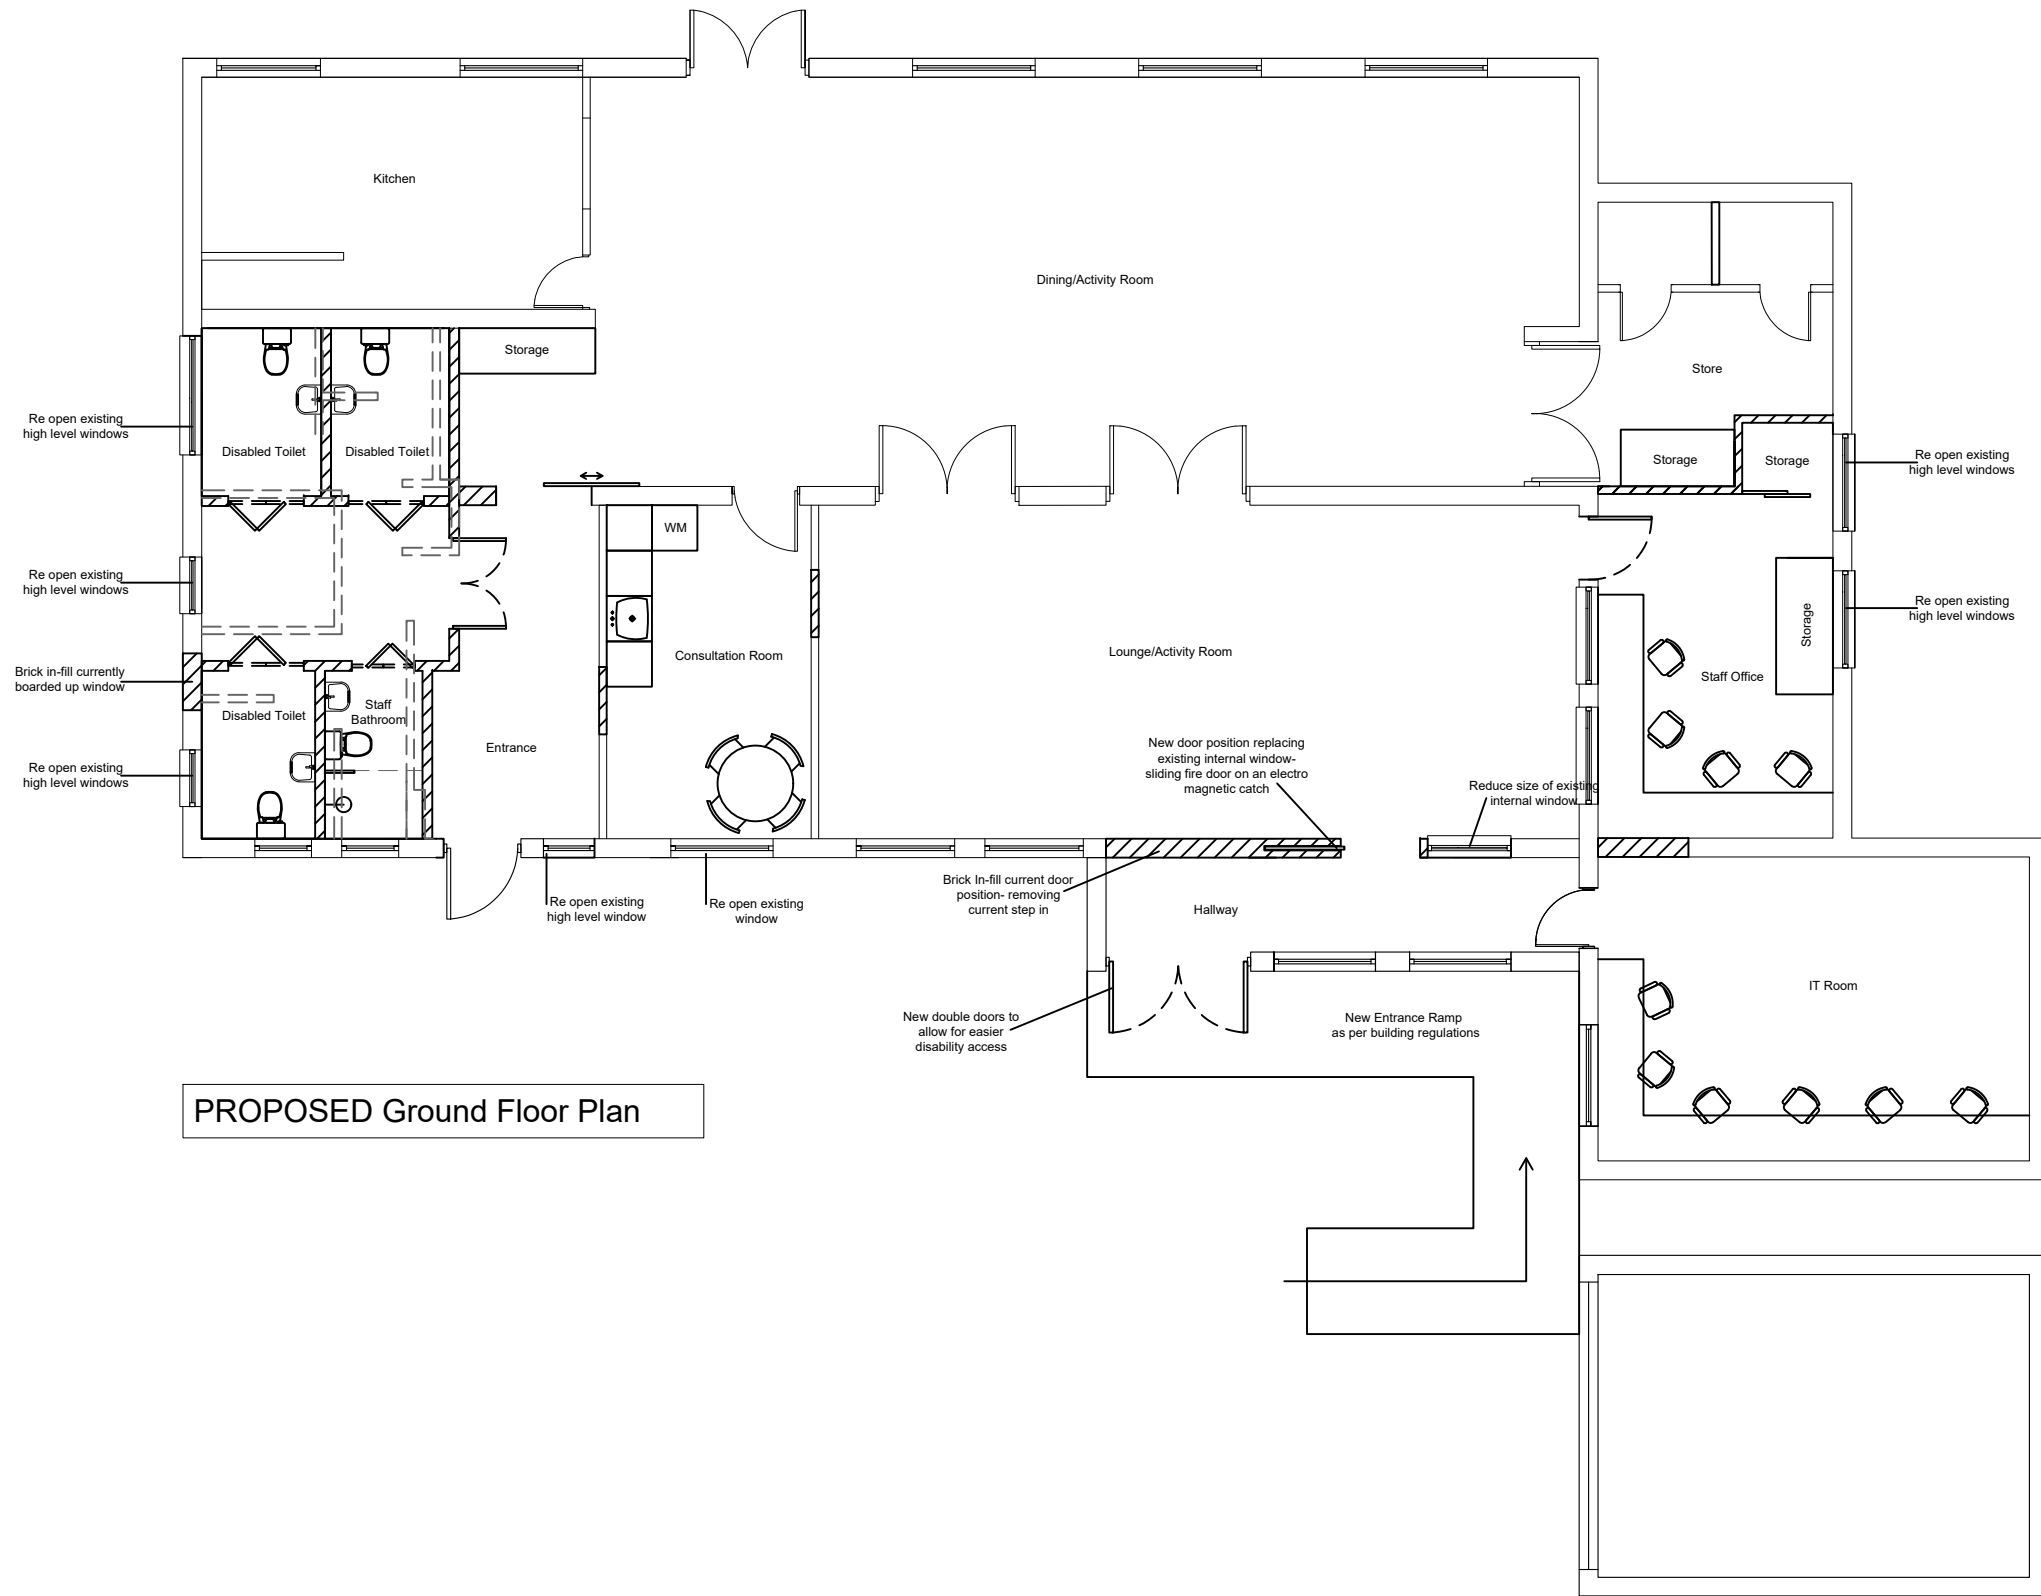 Kitchen
Dining/Activity Room
Storage
Store
Re open existing
high level windows
Disabled Toilet
Disabled Toilet
Storage
Storage
Re open existing
high level windows
WM
Re open existing
high level windows
Storage
Re open existing
high level windows
Consultation Room
Lounge/Activity Room
Brick in-fill currently
boarded up window
Staff Office
Disabled Toilet
Staff
Bathroom
Entrance
New door position replacing
existing internal window-
sliding fire door on an electro
magnetic catch
Re open existing
high level windows
Reduce size of existing
internal window
Re open existing
high level window
Re open existing
window
Brick In-fill current door
position- removing
current step in
Hallway
IT Room
New double doors to
allow for easier
disability access
New Entrance Ramp
as per building regulations
PROPOSED Ground Floor Plan